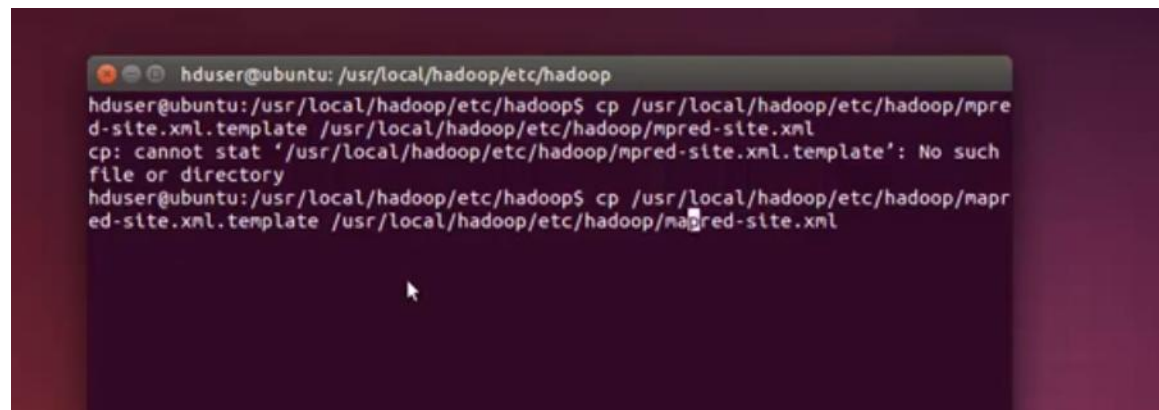 hduser@ubuntu: /usr/local/hadoop/etc/hadoop
hduser@ubuntu:/usr/local/hadoop/etc/hadoop$ cp /usr/local/hadoop/etc/hadoop/mpre
d-site.xml.template /usr/local/hadoop/etc/hadoop/mpred-site.xml
cp: cannot stat ‘/usr/local/hadoop/etc/hadoop/mpred-site.xml.template’: No such
file or directory
hduser@ubuntu:/usr/local/hadoop/etc/hadoop$ cp /usr/local/hadoop/etc/hadoop/mapr
ed-site.xml.template /usr/local/hadoop/etc/hadoop/mapred-site.xml